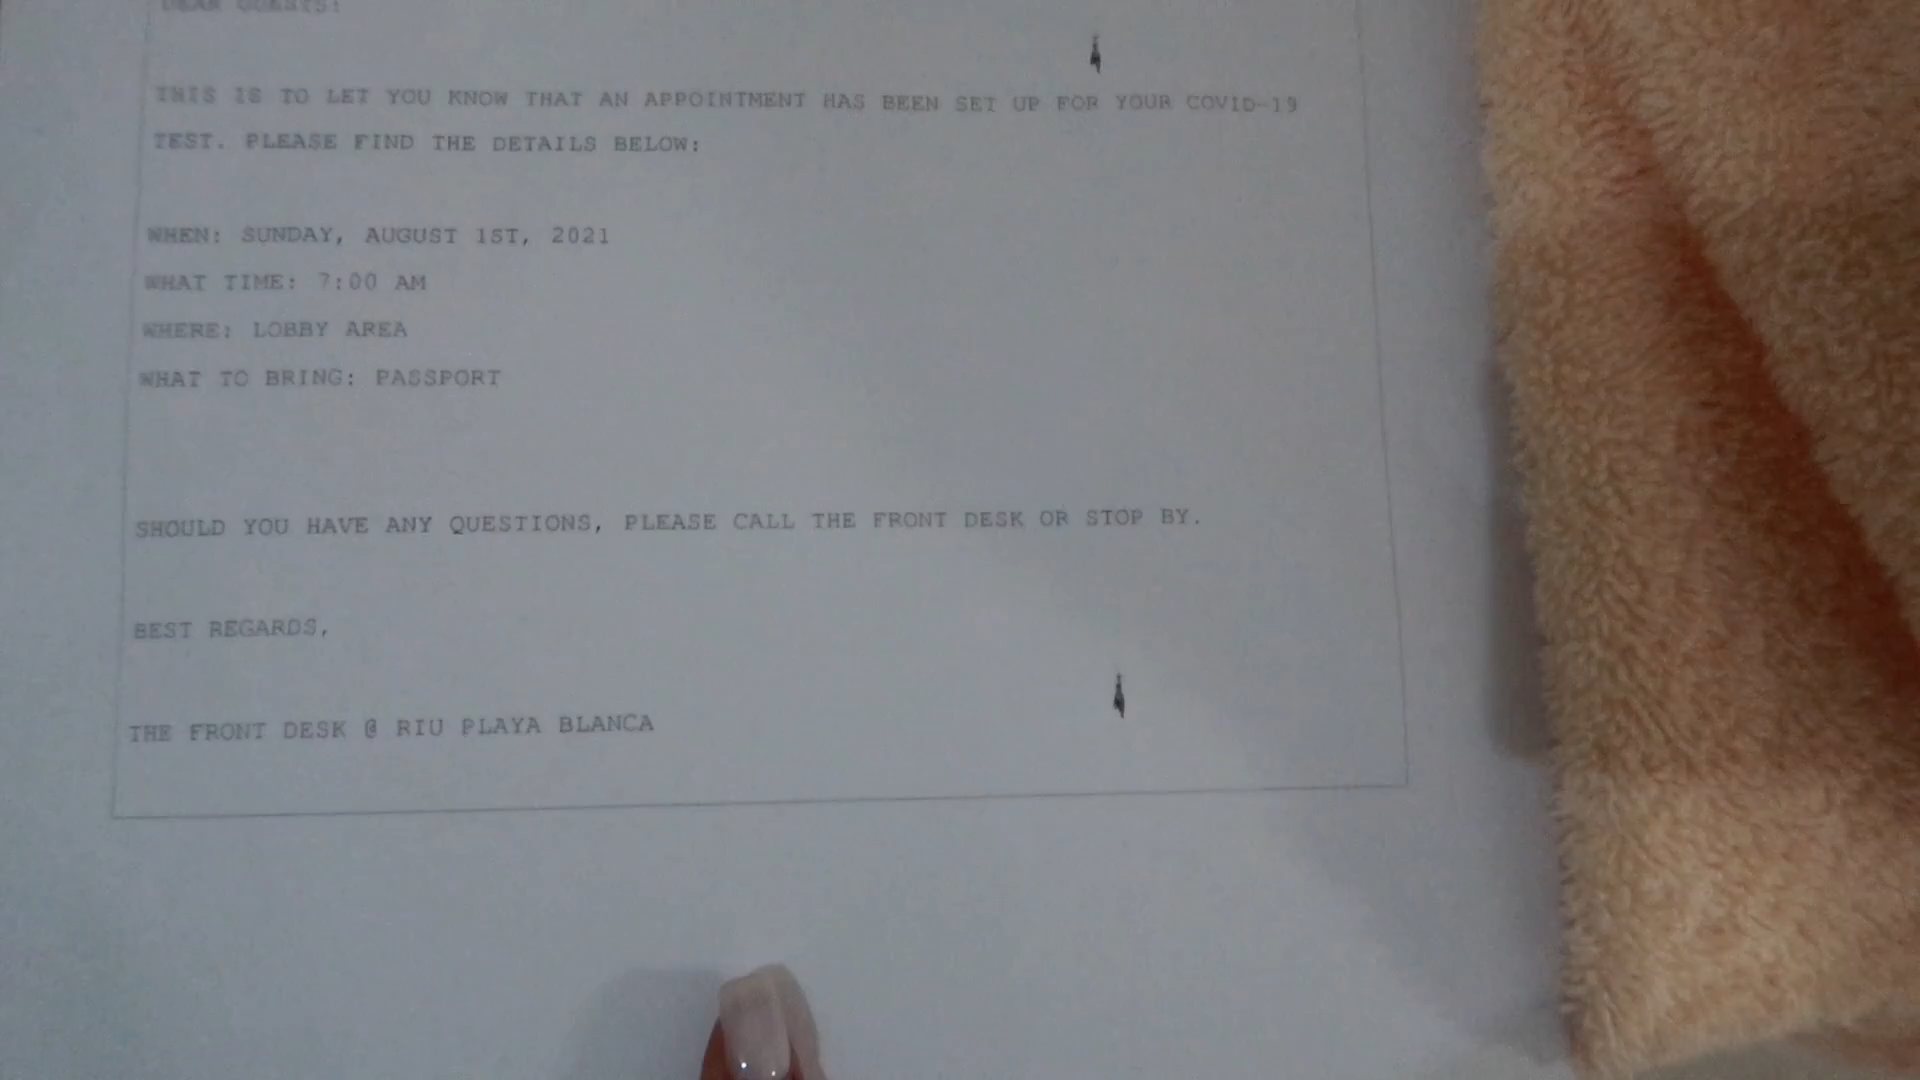 DEAR GUESTS:
THIS IS TO LET YOU KNOW THAT AN APPOINTMENT HAS BEEN SET UP FOR YOUR COVID-19
TEST. PLEASE FIND THE DETAILS BELOW:
WHEN: SUNDAY, AUGUST 1ST, 2021
WHAT TIME: 7:00 AM
WHERE: LOBBY AREA
WHAT TO BRING: PASSPORT
SHOULD YOU HAVE ANY QUESTIONS, PLEASE CALL THE FRONT DESK OR STOP BY.
BEST REGARDS,
THE FRONT DESK @ RIU PLAYA BLANCA